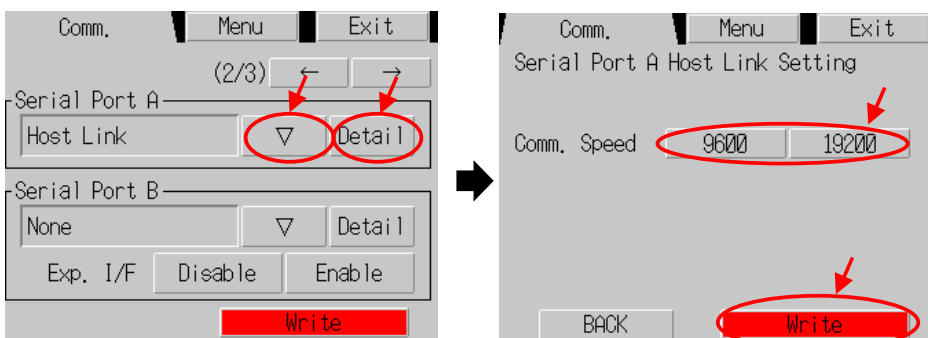 Comm. Menu Exit
(2/3) ← →
Serial Port A
Host Link ▽ Detail
Serial Port B
None ▽ Detail
Exp. I/F Disable Enable
Write
Comm. Menu Exit
Serial Port A Host Link Setting
Comm. Speed 9600 19200
BACK Write